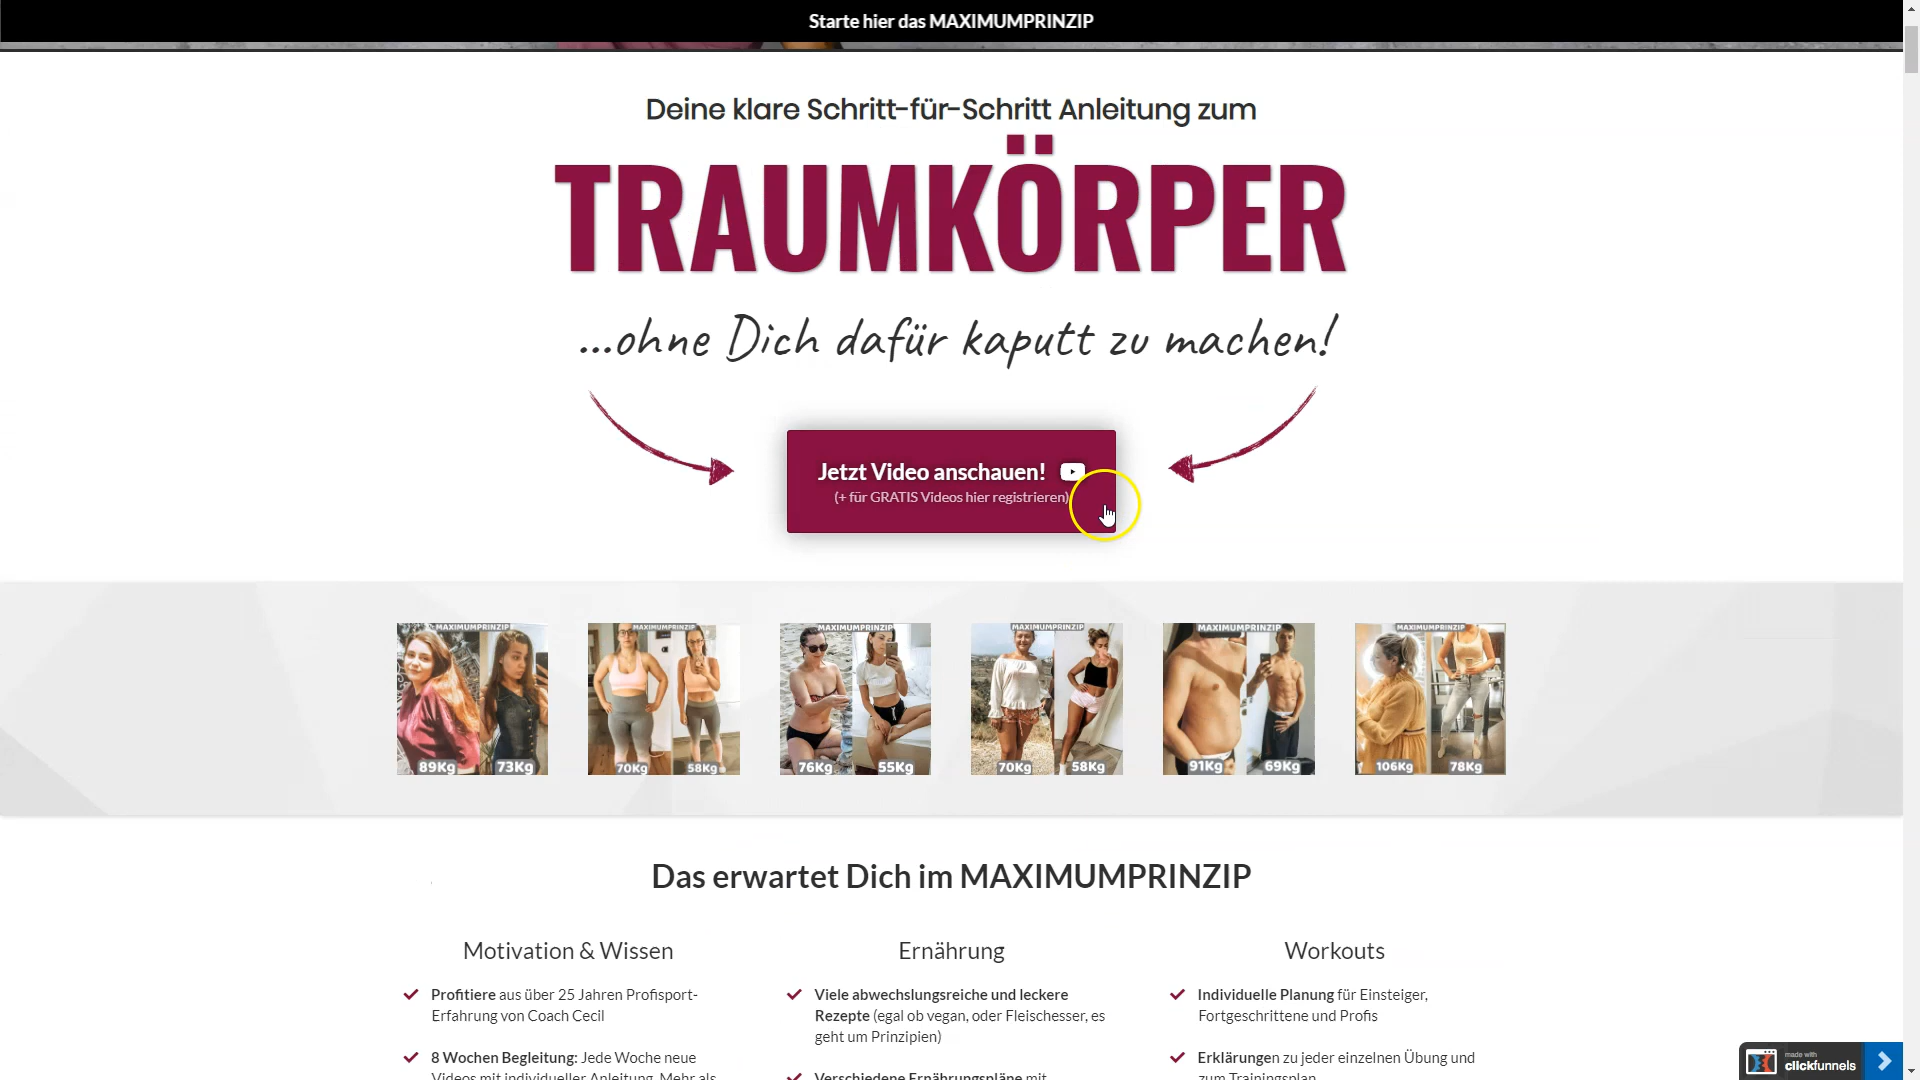 Starte hier das MAXIMUMPRINZIP
Deine klare Schritt-für-Schritt Anleitung zum
TRAUMKÖRPER
...ohne Dich dafür kaputt zu machen!
Jetzt Video anschauen!
(+ für GRATIS Videos hier registrieren)
MAXIMUMPRINZIP
89Kg 73Kg
MAXIMUMPRINZIP
70Kg 58Kg
MAXIMUMPRINZIP
76Kg 55Kg
MAXIMUMPRINZIP
70Kg 58Kg
MAXIMUMPRINZIP
91Kg 69Kg
MAXIMUMPRINZIP
106Kg 78Kg
Das erwartet Dich im MAXIMUMPRINZIP
Motivation & Wissen
Profitiere aus über 25 Jahren Profisport-
Erfahrung von Coach Cecil
8 Wochen Begleitung: Jede Woche neue
Videos mit individueller Anleitung. Mehr als
Ernährung
Viele abwechslungsreiche und leckere
Rezepte (egal ob vegan, oder Fleischesser, es
geht um Prinzipien)
Verschiedene Ernährungspläne mit
Workouts
Individuelle Planung für Einsteiger,
Fortgeschrittene und Profis
Erklärungen zu jeder einzelnen Übung und
zum Trainingsplan
made with
clickfunnels